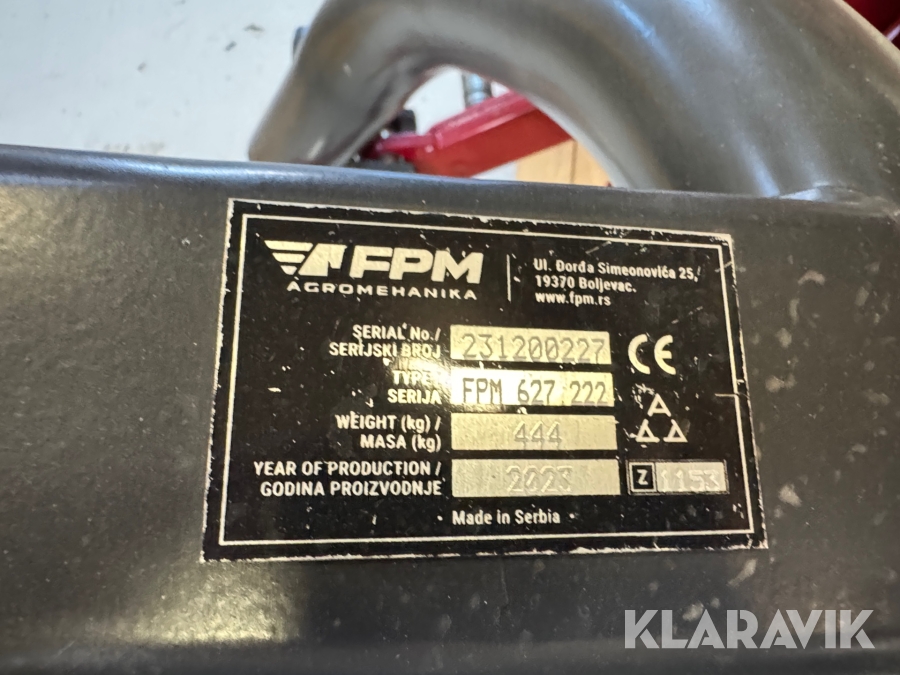 FPM
AGROMEHANIKA
Ul. Đorđa Simeonovića 25,
19370 Boljevac.
www.fpm.rs
SERIAL No./
SERIJSKI BROJ
231200227
TYPE
SERIJA
FPM 627 222
WEIGHT (kg) /
MASA (kg)
444
YEAR OF PRODUCTION /
GODINA PROIZVODNJE
2023
CE
A
A A
Z 1153
· Made in Serbia ·
KLARAVIK